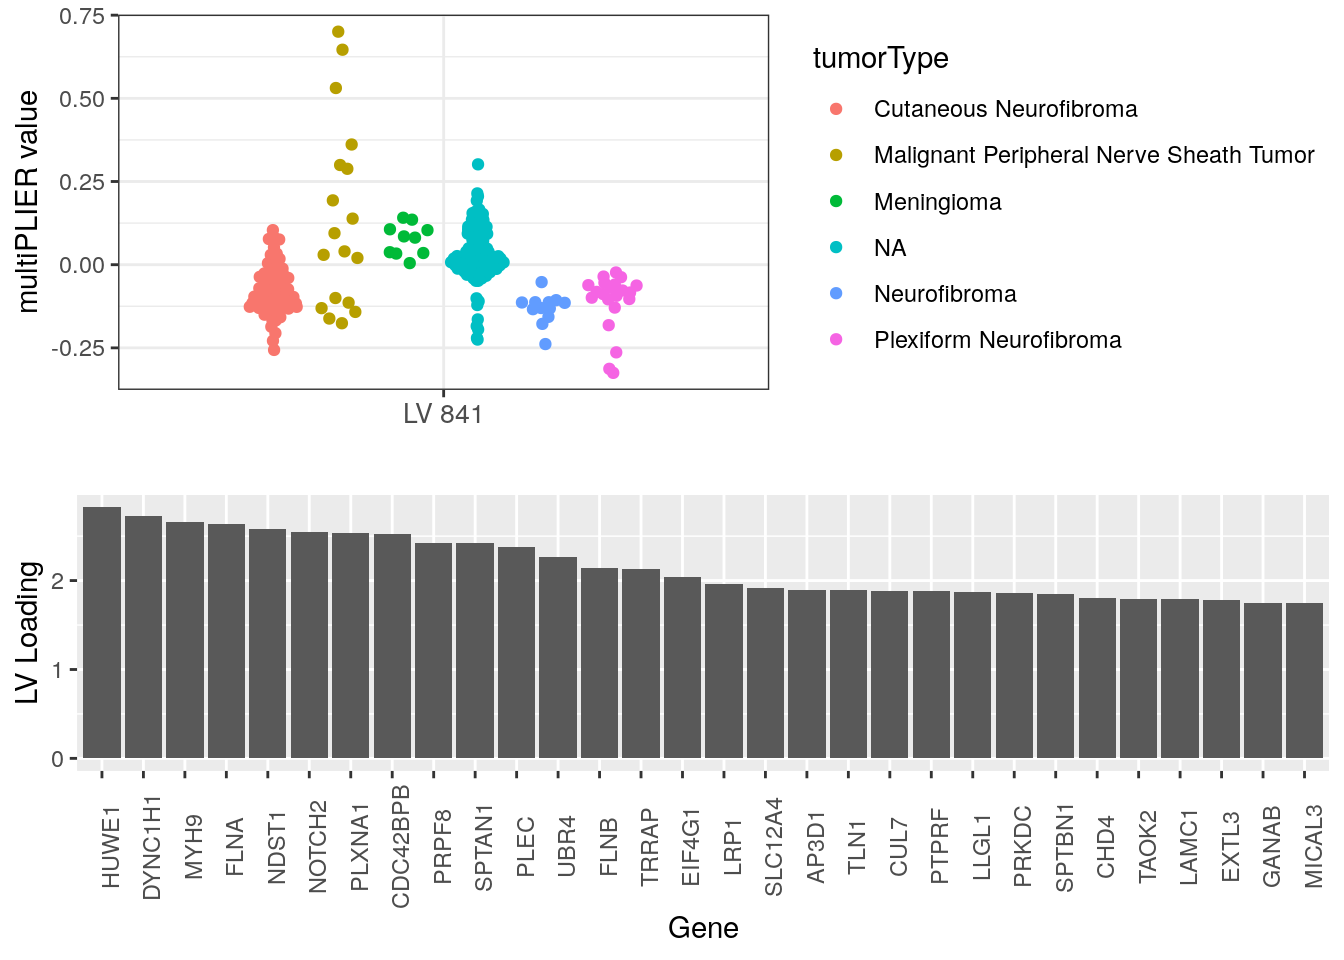 multiPLIER value
0.75
0.50
0.25
0.00
-0.25
LV 841
tumorType
Cutaneous Neurofibroma
Malignant Peripheral Nerve Sheath Tumor
Meningioma
NA
Neurofibroma
Plexiform Neurofibroma
LV Loading
2
1
0
HUWE1
DYNC1H1
MYH9
FLNA
NDST1
NOTCH2
PLXNA1
CDC42BPB
PRPF8
SPTAN1
PLEC
UBR4
FLNB
TRRAP
EIF4G1
LRP1
SLC12A4
AP3D1
TLN1
CUL7
PTPRF
LLGL1
PRKDC
SPTBN1
CHD4
TAOK2
LAMC1
EXTL3
GANAB
MICAL3
Gene